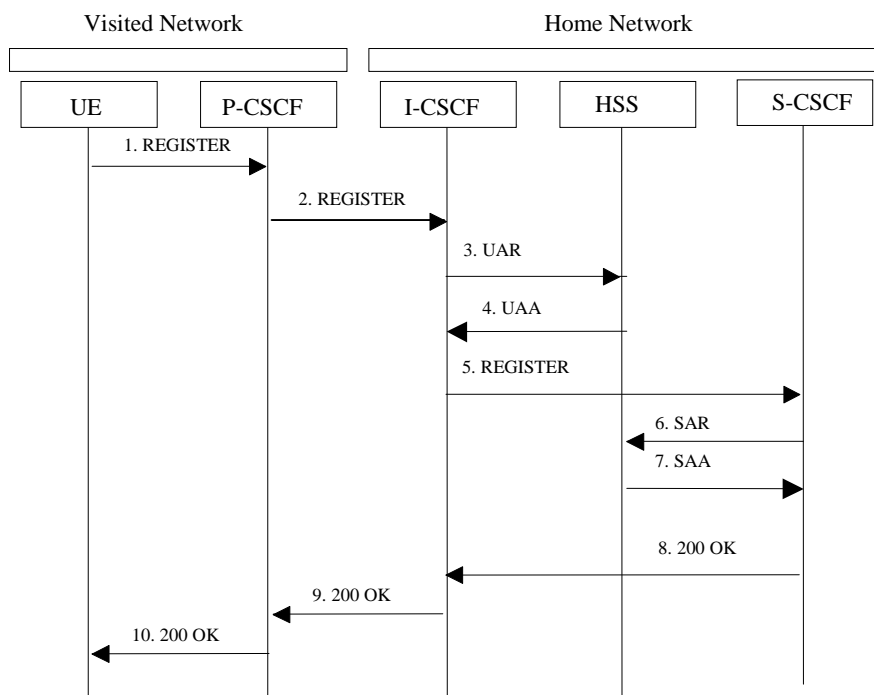 Visited Network
Home Network
UE
P-CSCF
I-CSCF
HSS
S-CSCF
1. REGISTER
2. REGISTER
3. UAR
4. UAA
5. REGISTER
6. SAR
7. SAA
8. 200 OK
9. 200 OK
10. 200 OK